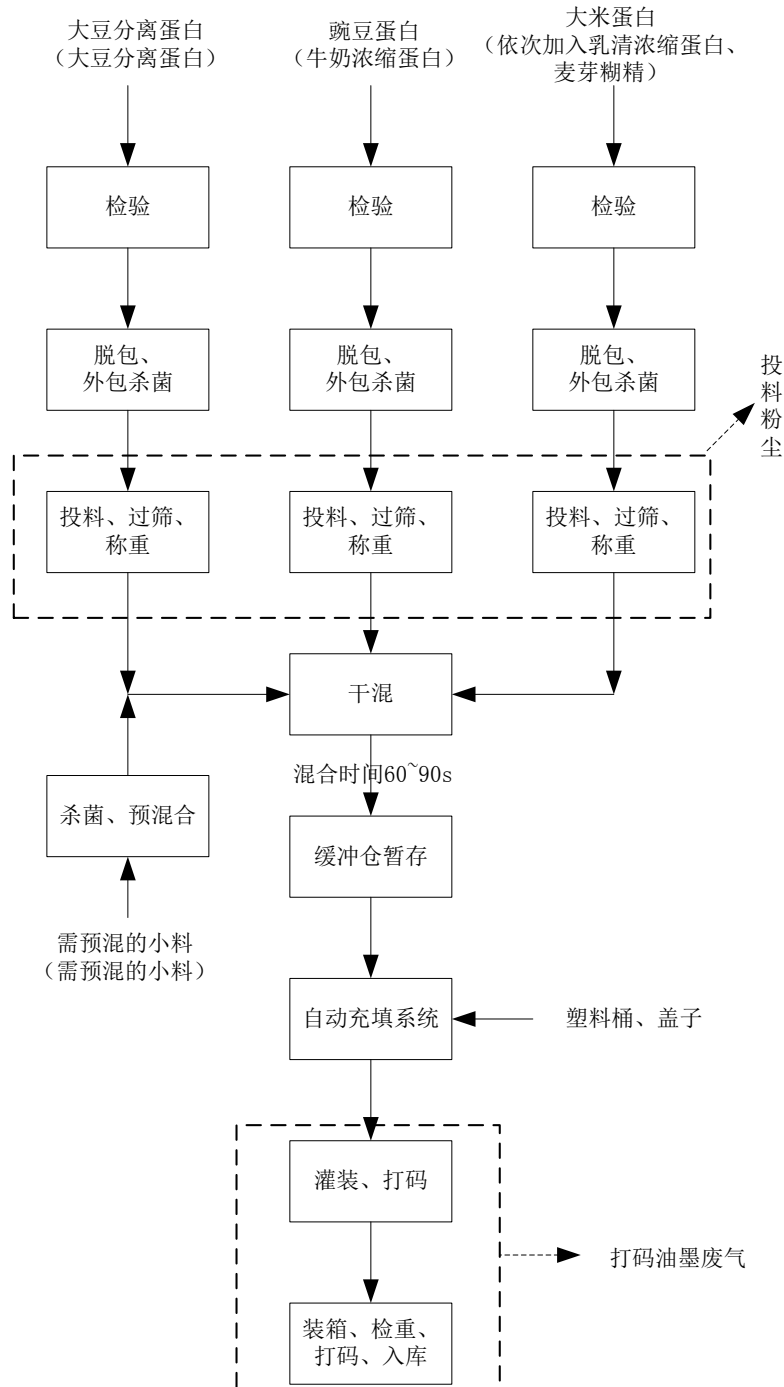 大豆分离蛋白
（大豆分离蛋白）
豌豆蛋白
（牛奶浓缩蛋白）
大米蛋白
（依次加入乳清浓缩蛋白、
麦芽糊精）
检验
检验
检验
脱包、
外包杀菌
脱包、
外包杀菌
脱包、
外包杀菌
投料粉尘
投料、过筛、
称重
投料、过筛、
称重
投料、过筛、
称重
干混
混合时间60~90s
杀菌、预混合
缓冲仓暂存
需预混的小料
（需预混的小料）
自动充填系统
塑料桶、盖子
灌装、打码
打码油墨废气
装箱、检重、
打码、入库